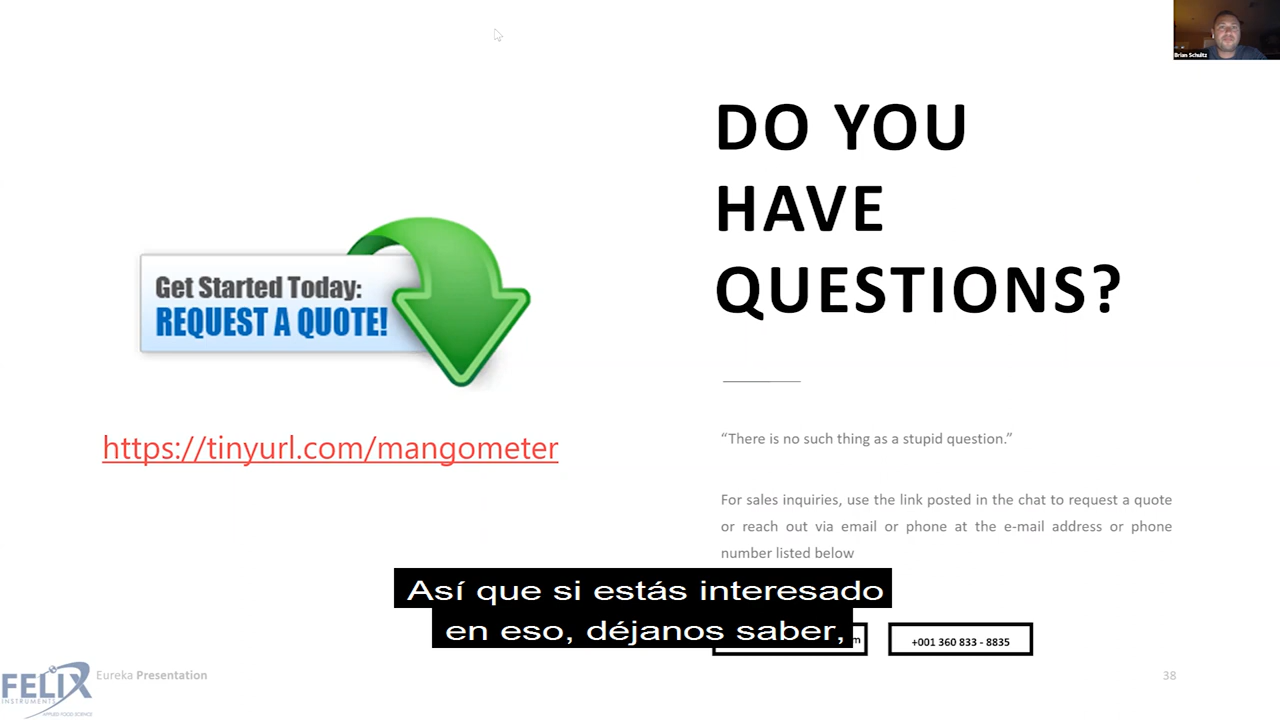 Brian Schultz
DO YOU
HAVE
QUESTIONS?
Get Started Today:
REQUEST A QUOTE!
https://tinyurl.com/mangometer
“There is no such thing as a stupid question.”
For sales inquiries, use the link posted in the chat to request a quote
or reach out via email or phone at the e-mail address or phone
number listed below
Así que si estás interesado
en eso, déjanos saber,
+001 360 833 - 8835
FELIX
INSTRUMENTS
APPLIED FOOD SCIENCE
Eureka Presentation
38